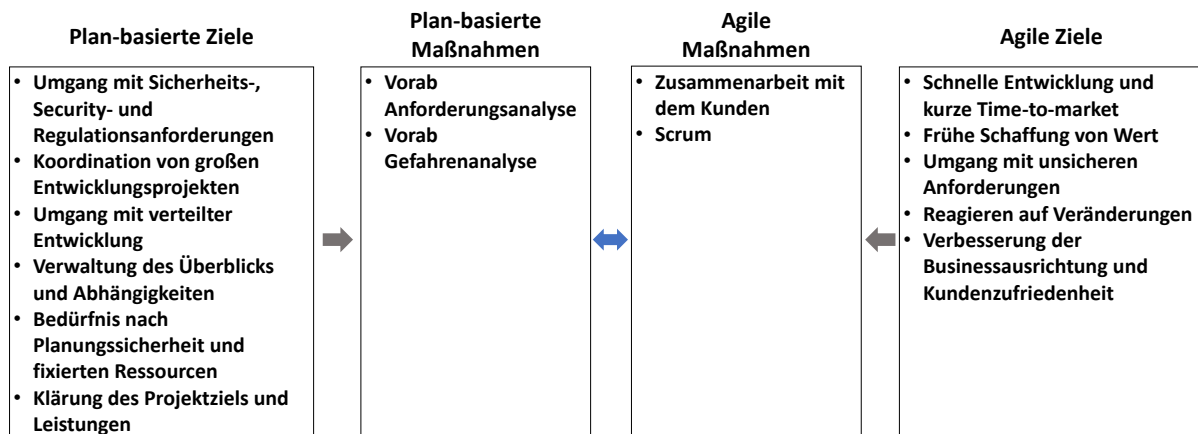 Plan-basierte Ziele
• Umgang mit Sicherheits-,
Security- und
Regulationsanforderungen
• Koordination von großen
Entwicklungsprojekten
• Umgang mit verteilter
Entwicklung
• Verwaltung des Überblicks
und Abhängigkeiten
• Bedürfnis nach
Planungssicherheit und
fixierten Ressourcen
• Klärung des Projektziels und
Leistungen
Plan-basierte
Maßnahmen
• Vorab
Anforderungsanalyse
• Vorab
Gefahrenanalyse
Agile
Maßnahmen
• Zusammenarbeit mit
dem Kunden
• Scrum
Agile Ziele
• Schnelle Entwicklung und
kurze Time-to-market
• Frühe Schaffung von Wert
• Umgang mit unsicheren
Anforderungen
• Reagieren auf Veränderungen
• Verbesserung der
Businessausrichtung und
Kundenzufriedenheit